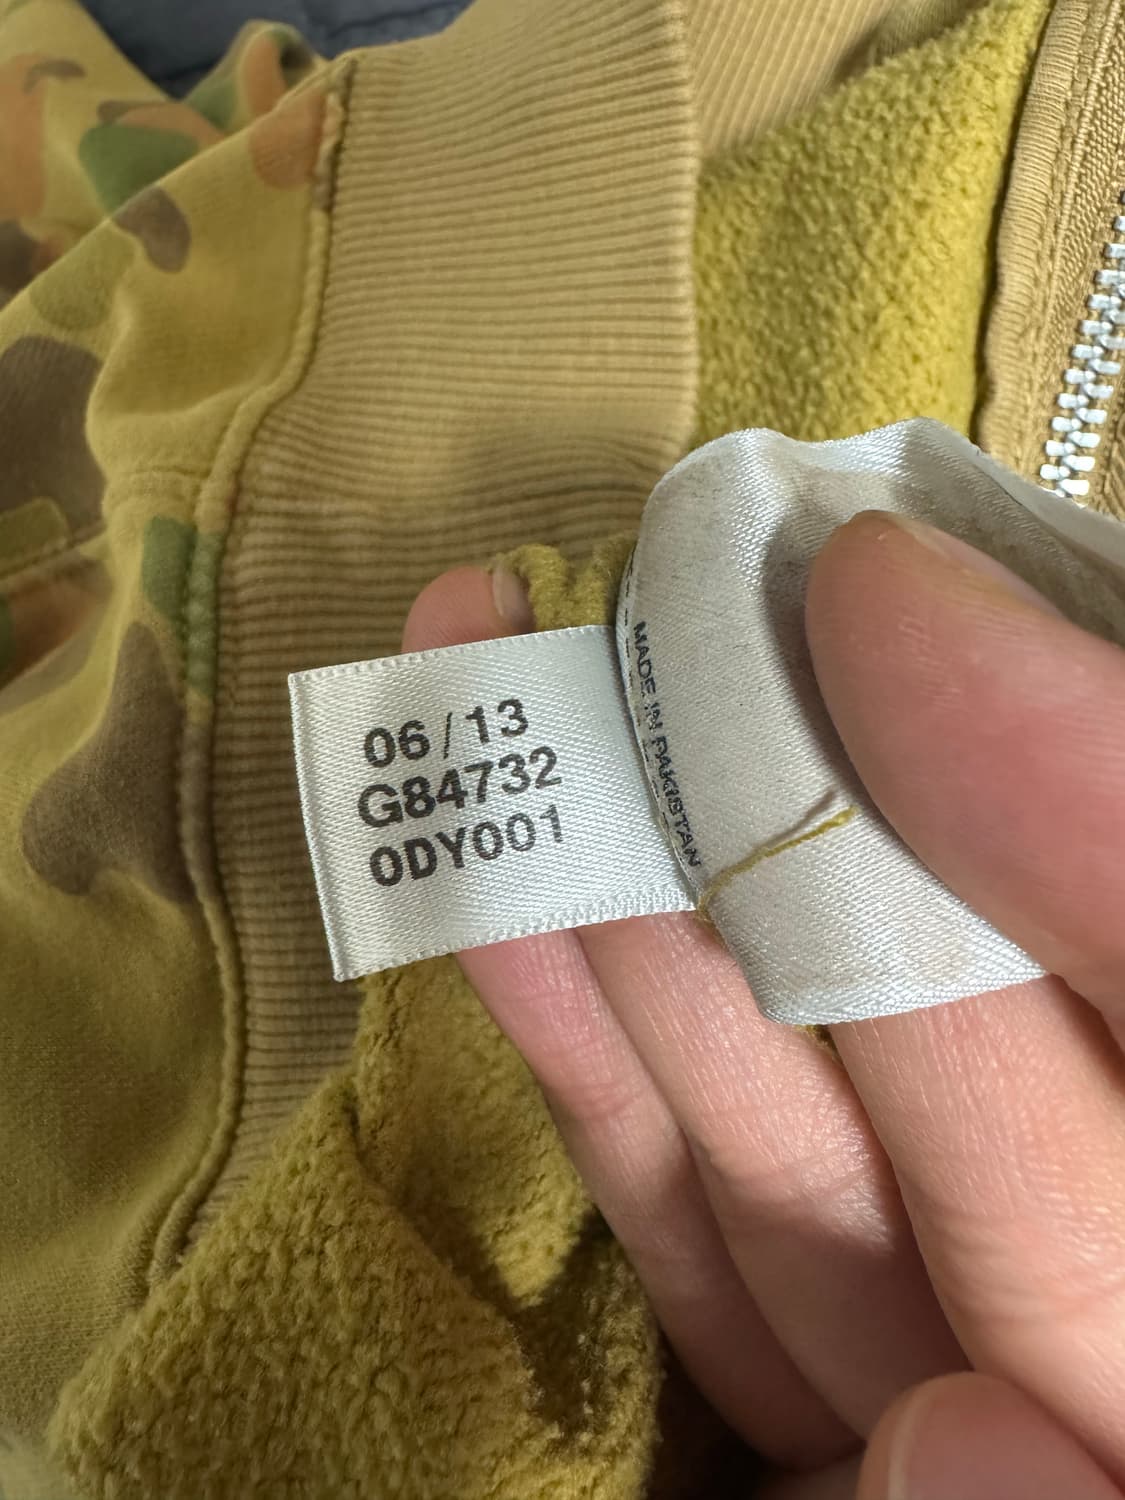 06/13
G84732
0DY001
MADE IN PAKISTAN